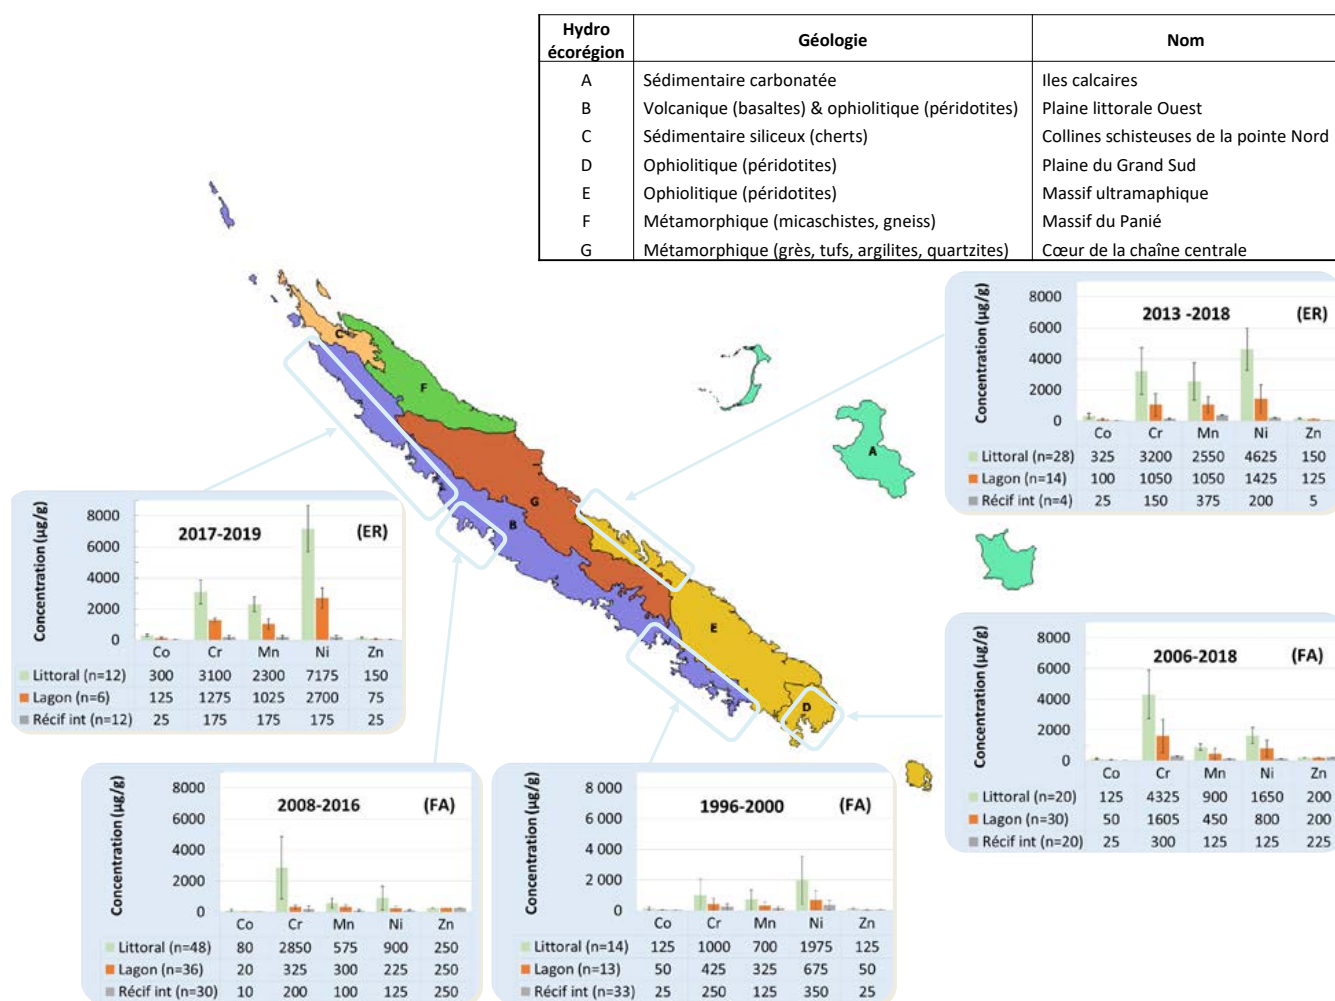 Hydro écorégion	Géologie	Nom
A	Sédimentaire carbonatée	Iles calcaires
B	Volcanique (basaltes) & ophiolitique (péridotites)	Plaine littorale Ouest
C	Sédimentaire siliceux (cherts)	Collines schisteuses de la pointe Nord
D	Ophiolitique (péridotites)	Plaine du Grand Sud
E	Ophiolitique (péridotites)	Massif ultramaphique
F	Métamorphique (micaschistes, gneiss)	Massif du Panié
G	Métamorphique (grès, tufs, argilites, quartzites)	Cœur de la chaîne centrale
C
F
G
B
A
E
D
Concentration (µg/g)
8000
6000
4000
2000
0
2013 -2018 (ER)
Co Cr Mn Ni Zn
Littoral (n=28) 325 3200 2550 4625 150
Lagon (n=14) 100 1050 1050 1425 125
Récif int (n=4) 25 150 375 200 5
Concentration (µg/g)
8000
6000
4000
2000
0
2017-2019 (ER)
Co Cr Mn Ni Zn
Littoral (n=12) 300 3100 2300 7175 150
Lagon (n=6) 125 1275 1025 2700 75
Récif int (n=12) 25 175 175 175 25
Concentration (µg/g)
8000
6000
4000
2000
0
2006-2018 (FA)
Co Cr Mn Ni Zn
Littoral (n=20) 125 4325 900 1650 200
Lagon (n=30) 50 1605 450 800 200
Récif int (n=20) 25 300 125 125 225
Concentration (µg/g)
8000
6000
4000
2000
0
2008-2016 (FA)
Co Cr Mn Ni Zn
Littoral (n=48) 80 2850 575 900 250
Lagon (n=36) 20 325 300 225 250
Récif int (n=30) 10 200 100 125 250
Concentration (µg/g)
8 000
6 000
4 000
2 000
0
1996-2000 (FA)
Co Cr Mn Ni Zn
Littoral (n=14) 125 1000 700 1975 125
Lagon (n=13) 50 425 325 675 50
Récif int (n=33) 25 250 125 350 25